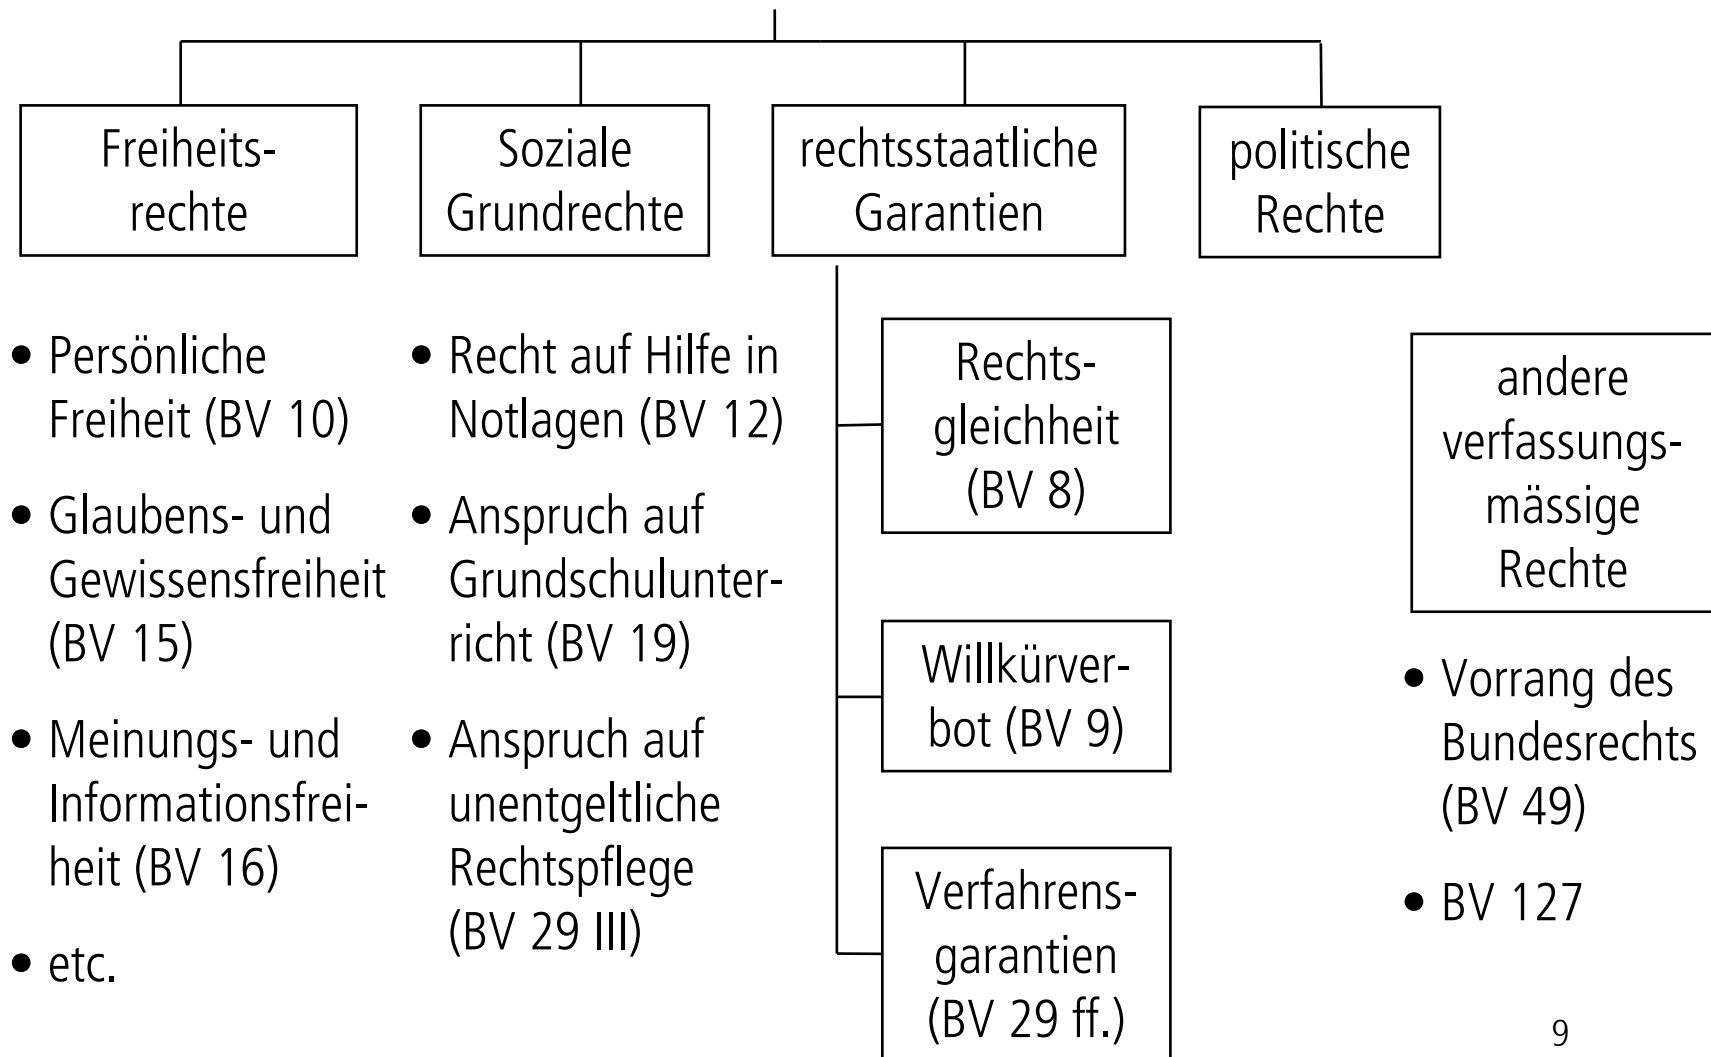 Freiheits-
rechte
Soziale
Grundrechte
rechtsstaatliche
Garantien
politische
Rechte
• Persönliche
Freiheit (BV 10)
• Glaubens- und
Gewissensfreiheit
(BV 15)
• Meinungs- und
Informationsfrei-
heit (BV 16)
• etc.
• Recht auf Hilfe in
Notlagen (BV 12)
• Anspruch auf
Grundschulunter-
richt (BV 19)
• Anspruch auf
unentgeltliche
Rechtspflege
(BV 29 III)
Rechts-
gleichheit
(BV 8)
Willkürver-
bot (BV 9)
Verfahrens-
garantien
(BV 29 ff.)
andere
verfassungs-
mässige
Rechte
• Vorrang des
Bundesrechts
(BV 49)
• BV 127
9